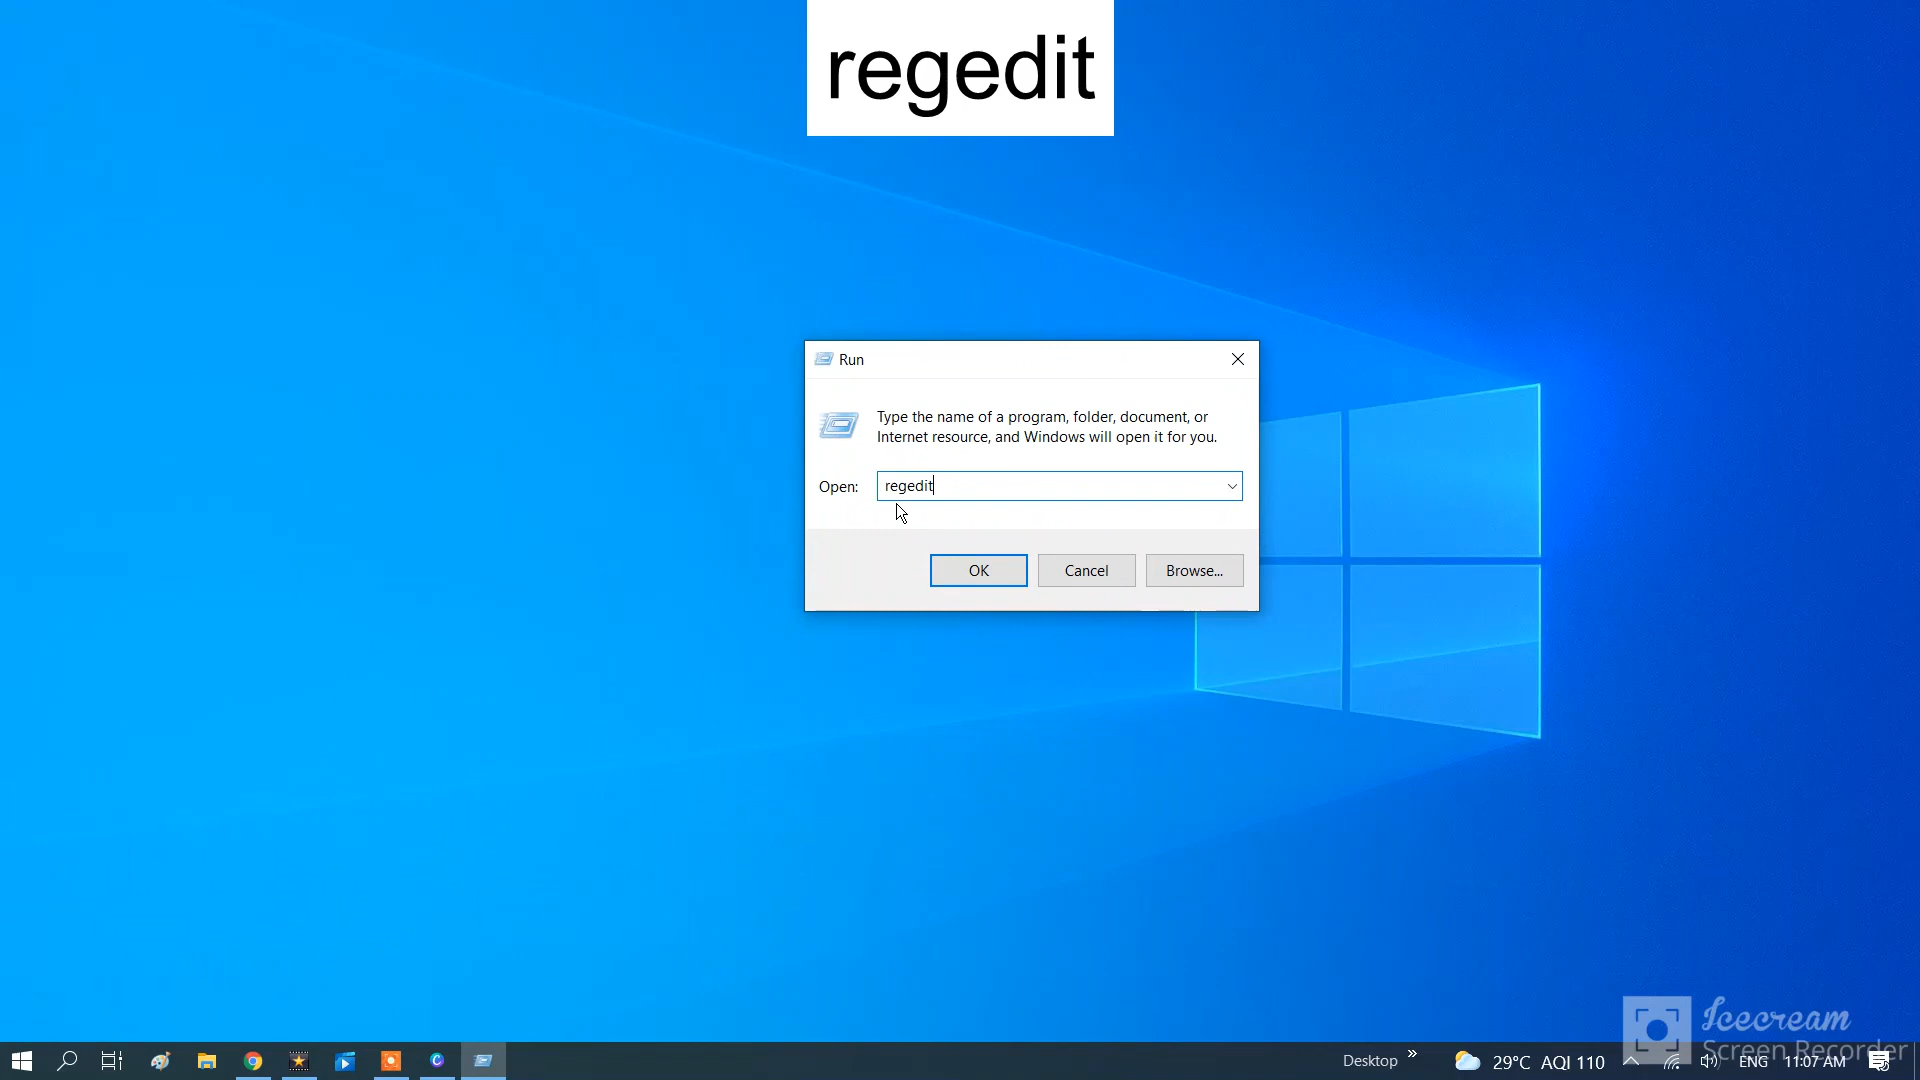 regedit
Run
Type the name of a program, folder, document, or
Internet resource, and Windows will open it for you.
Open: regedit
OK Cancel Browse...
Icecream
Screen Recorder
Desktop » 29°C AQI 110 ENG 11:07 AM